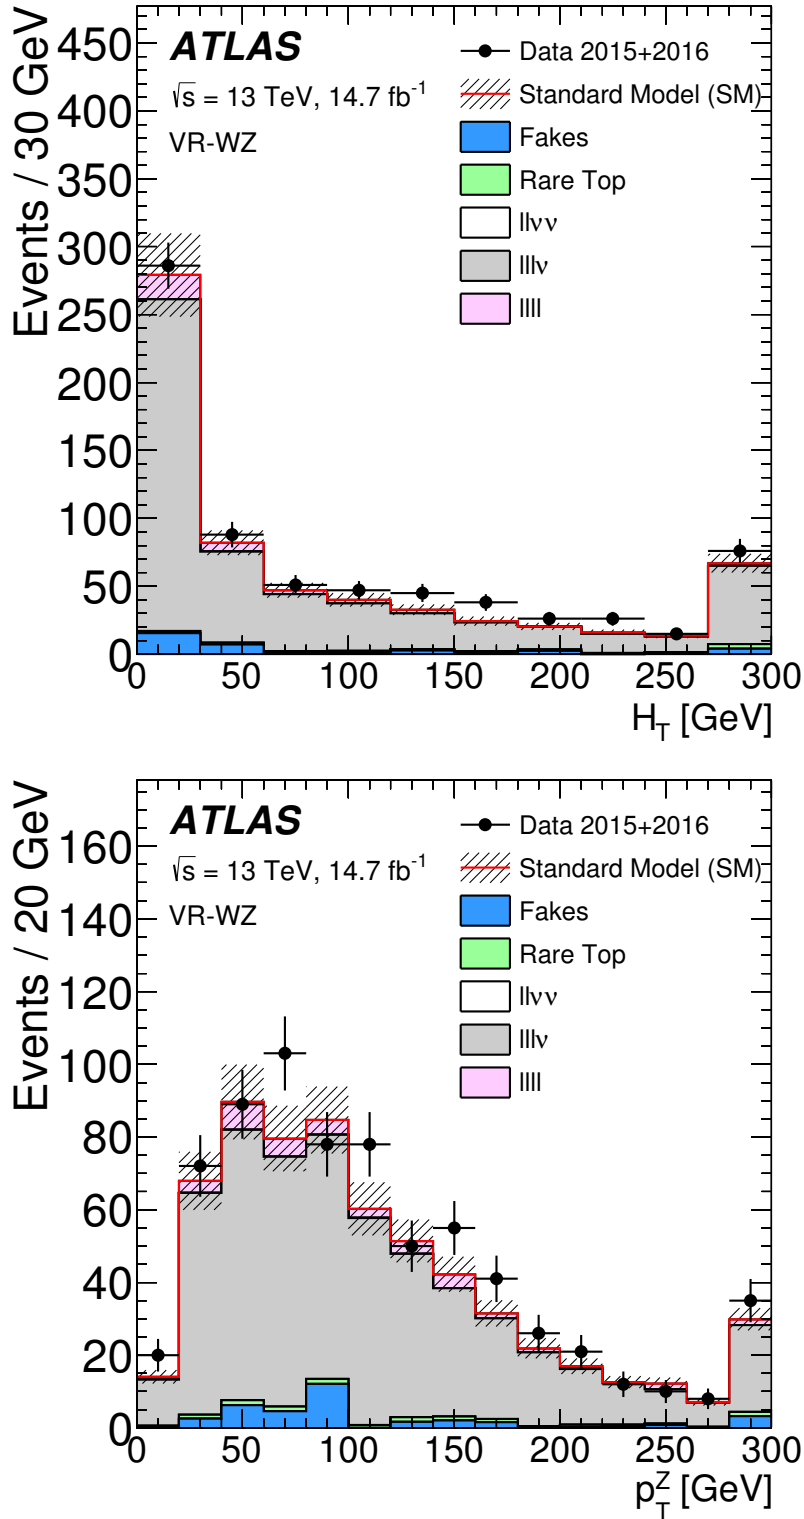 Events / 30 GeV
450
400
350
300
250
200
150
100
50
0
ATLAS
√s = 13 TeV, 14.7 fb⁻¹
VR-WZ
Data 2015+2016
Standard Model (SM)
Fakes
Rare Top
llνν
lllν
llll
0 50 100 150 200 250 300
H_T [GeV]
Events / 20 GeV
160
140
120
100
80
60
40
20
0
ATLAS
√s = 13 TeV, 14.7 fb⁻¹
VR-WZ
Data 2015+2016
Standard Model (SM)
Fakes
Rare Top
llνν
lllν
llll
0 50 100 150 200 250 300
p_T^Z [GeV]